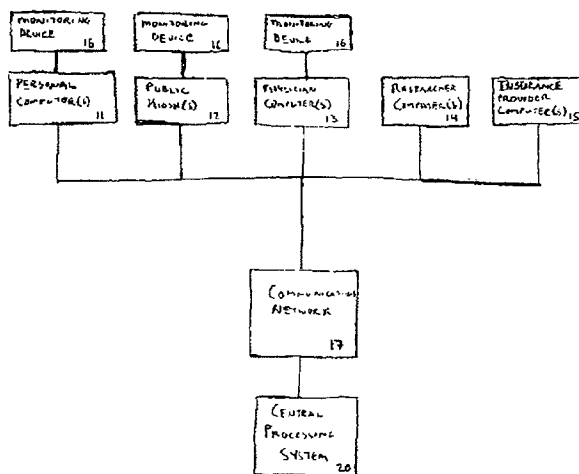 MONITORING
DEVICE
16
MONITORING
DEVICE
16
MONITORING
DEVICE
16
PERSONAL
COMPUTER(S)
11
PUBLIC
KIOSK(S)
12
PHYSICIAN
COMPUTER(S)
13
RESEARCHER
COMPUTER(S)
14
INSURANCE
PROVIDER
COMPUTER(S) 15
COMMUNICATION
NETWORK
17
CENTRAL
PROCESSING
SYSTEM
20